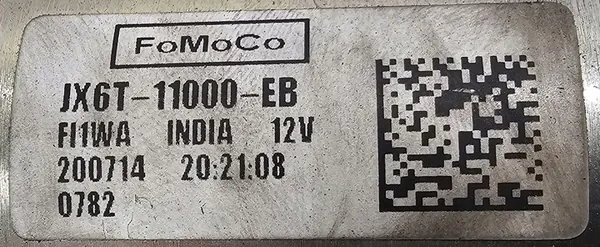 FoMoCo
JX6T-11000-EB
FI1WA INDIA 12V
200714 20:21:08
0782